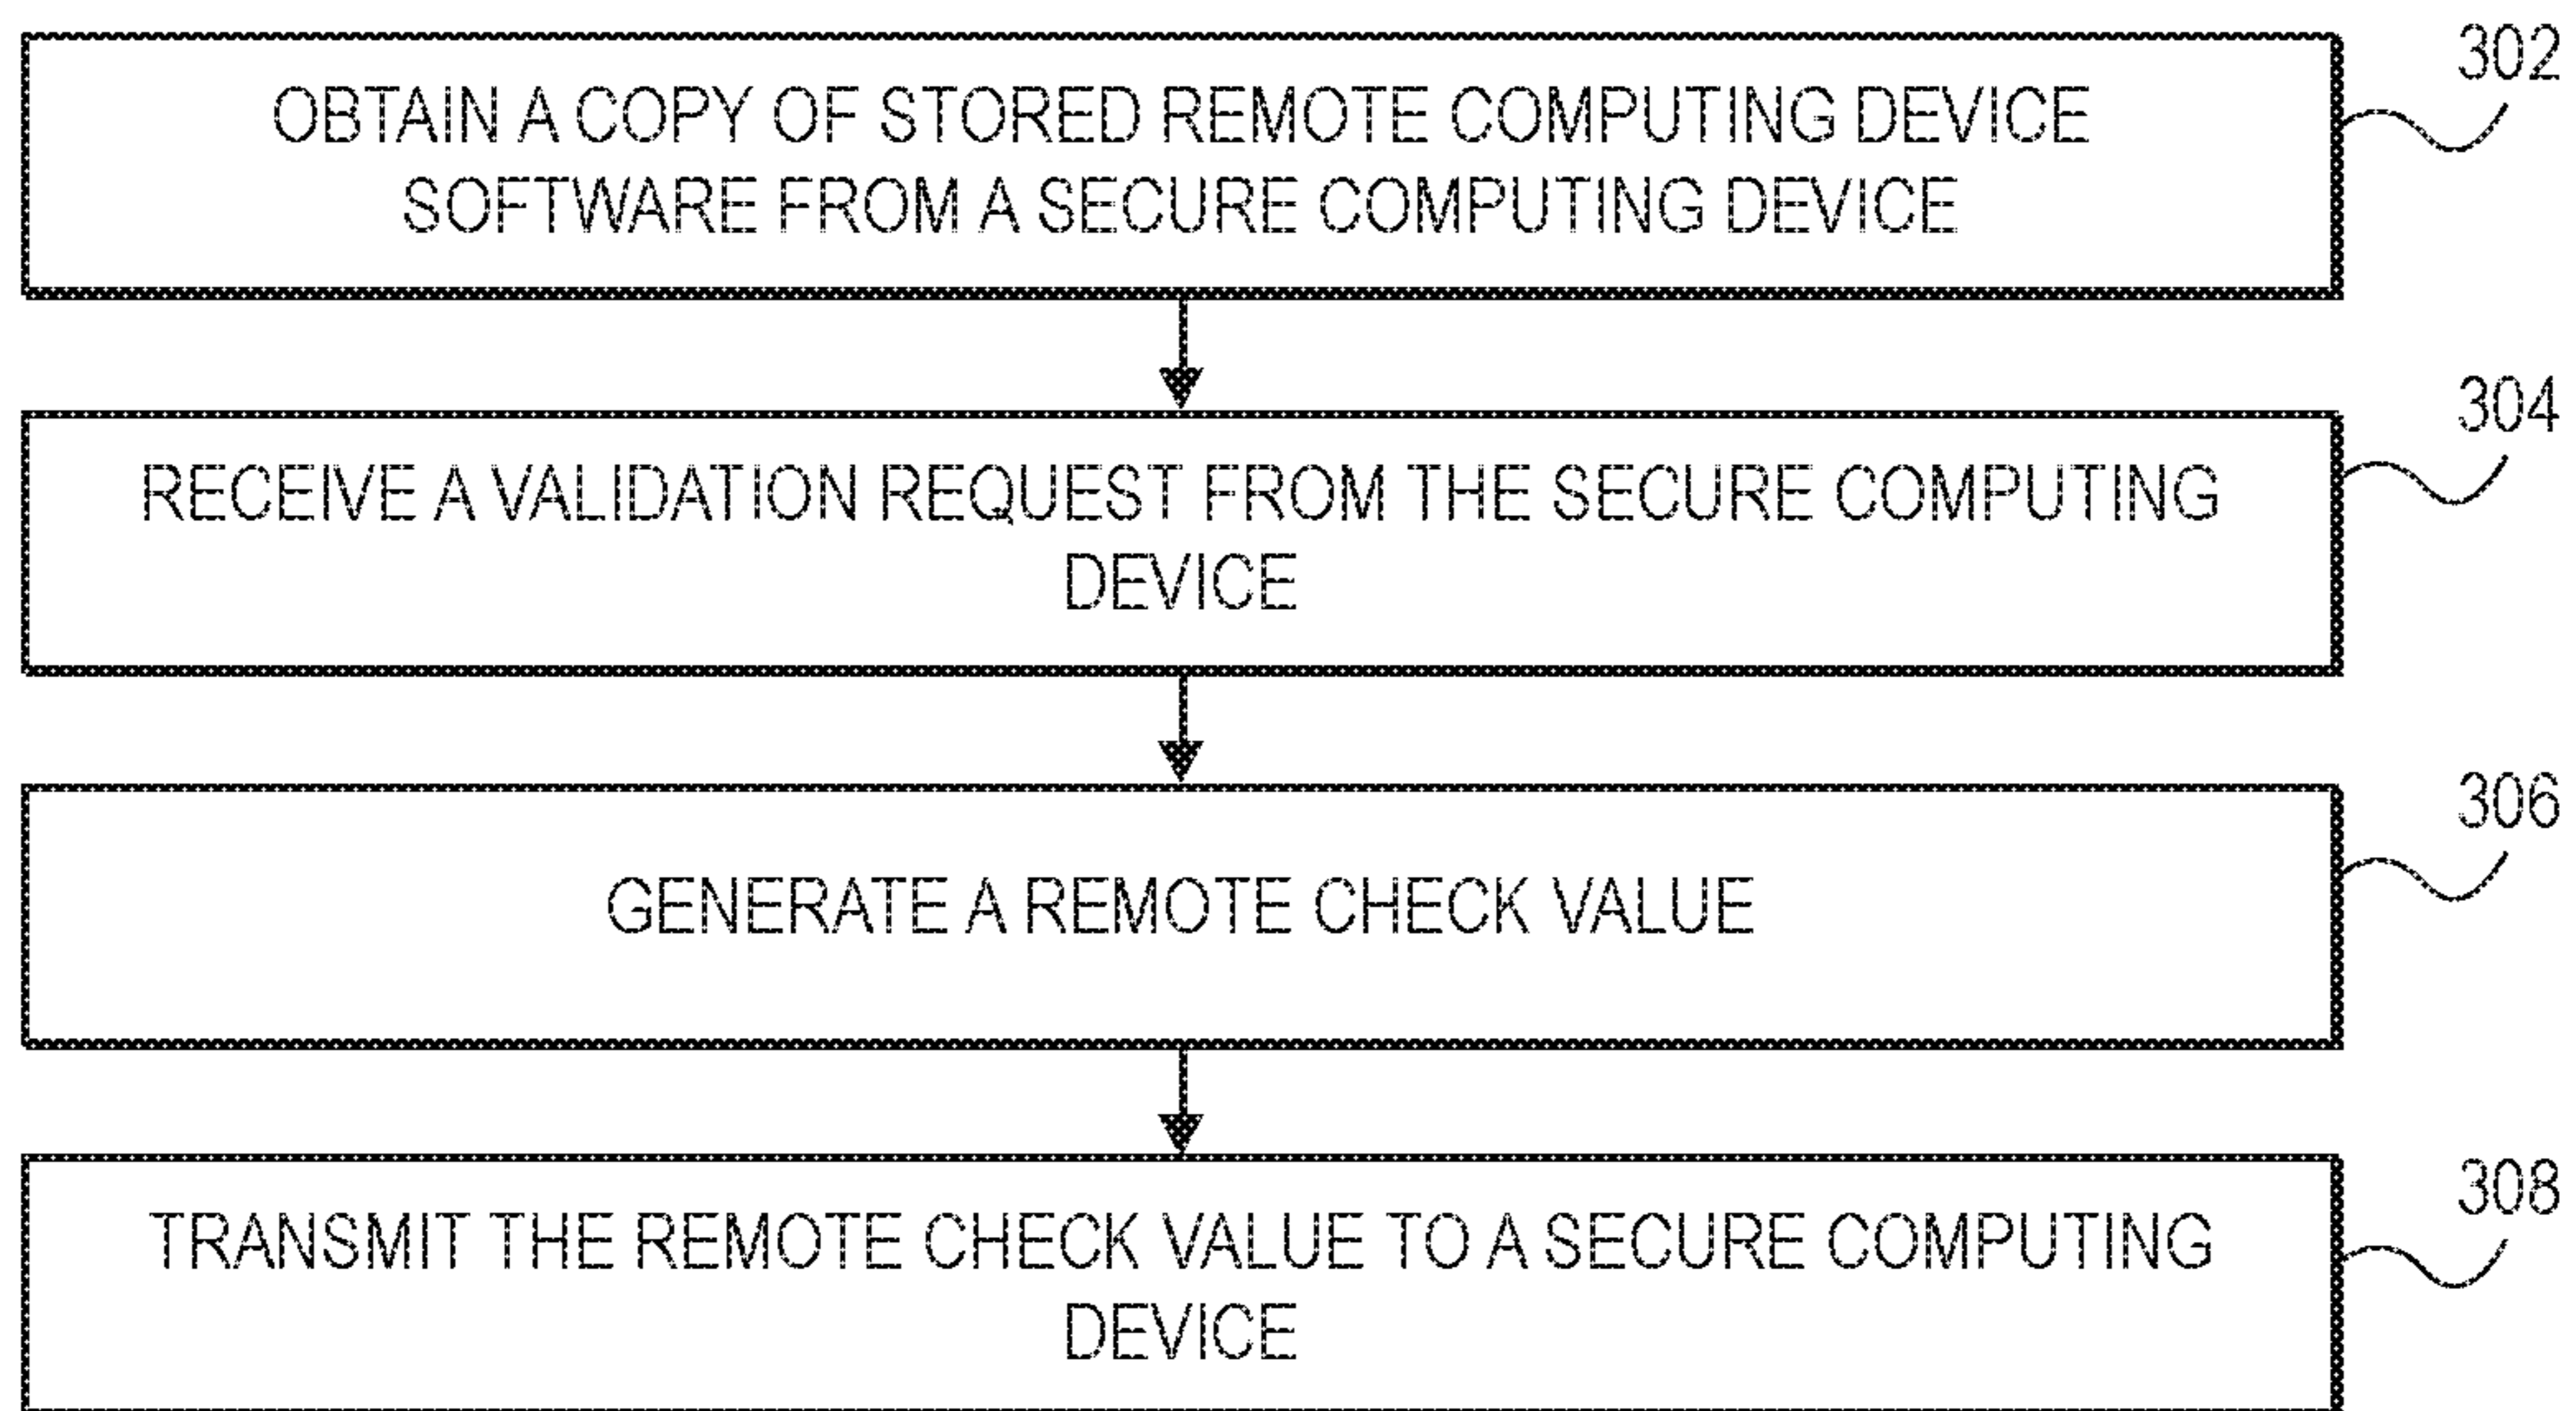 302
OBTAIN A COPY OF STORED REMOTE COMPUTING DEVICE
SOFTWARE FROM A SECURE COMPUTING DEVICE
304
RECEIVE A VALIDATION REQUEST FROM THE SECURE COMPUTING
DEVICE
306
GENERATE A REMOTE CHECK VALUE
308
TRANSMIT THE REMOTE CHECK VALUE TO A SECURE COMPUTING
DEVICE